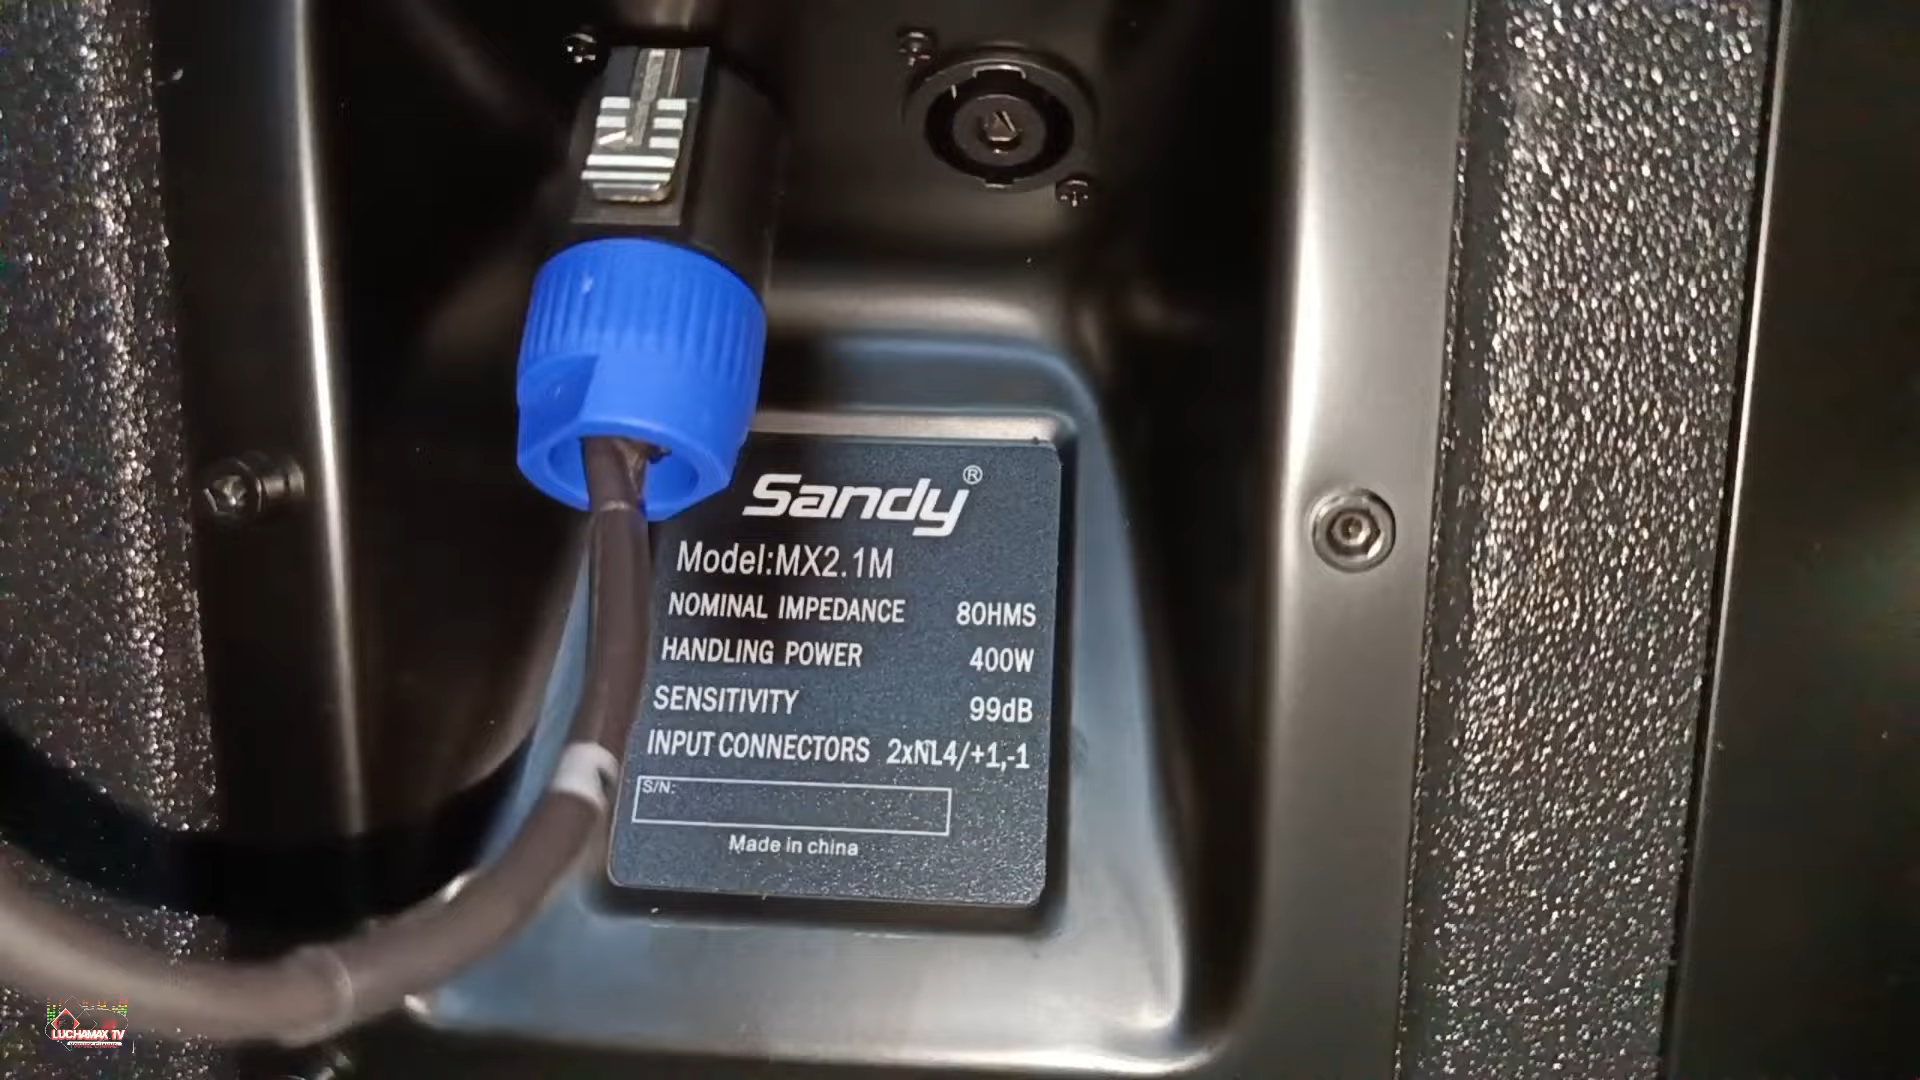 Sandy®
Model:MX2.1M
NOMINAL IMPEDANCE 8OHMS
HANDLING POWER 400W
SENSITIVITY 99dB
INPUT CONNECTORS 2xNL4/+1,-1
S/N:
Made in china
LUCHAMAX TV